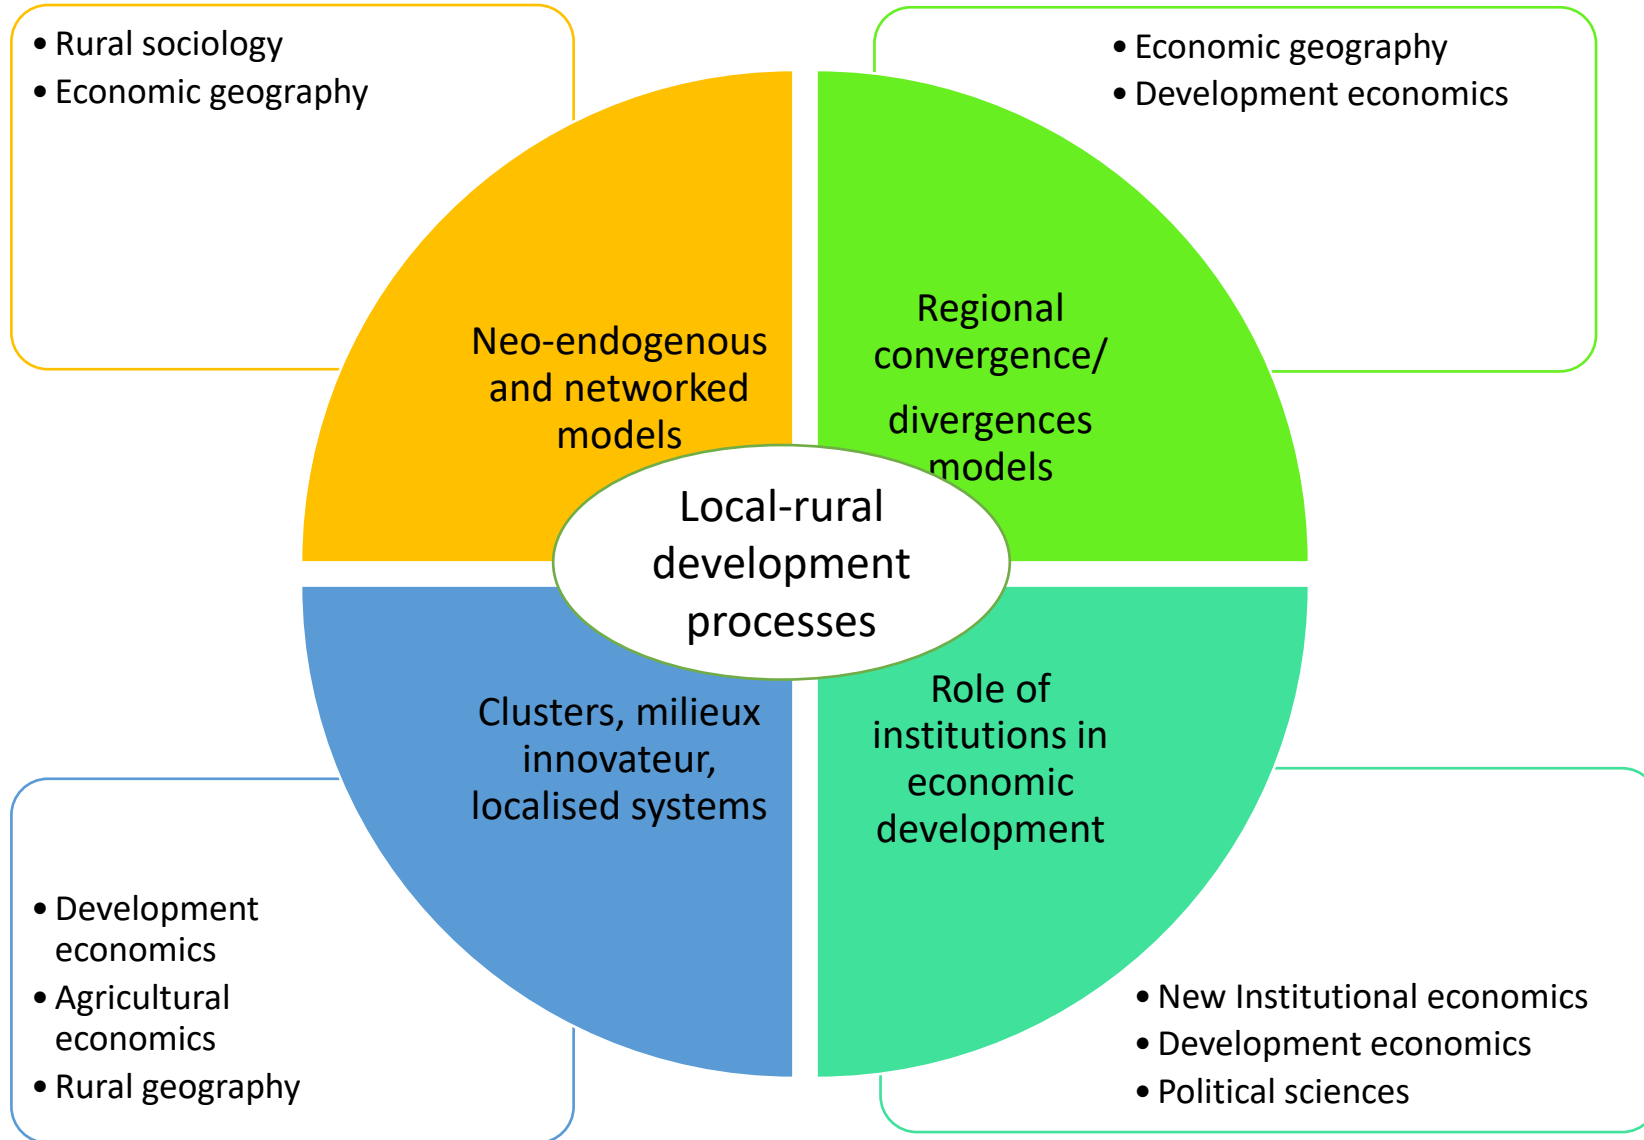 • Rural sociology
• Economic geography
• Economic geography
• Development economics
Neo-endogenous
and networked
models
Regional
convergence/
divergences
models
Local-rural
development
processes
Clusters, milieux
innovateur,
localised systems
Role of
institutions in
economic
development
• Development
economics
• Agricultural
economics
• Rural geography
• New Institutional economics
• Development economics
• Political sciences